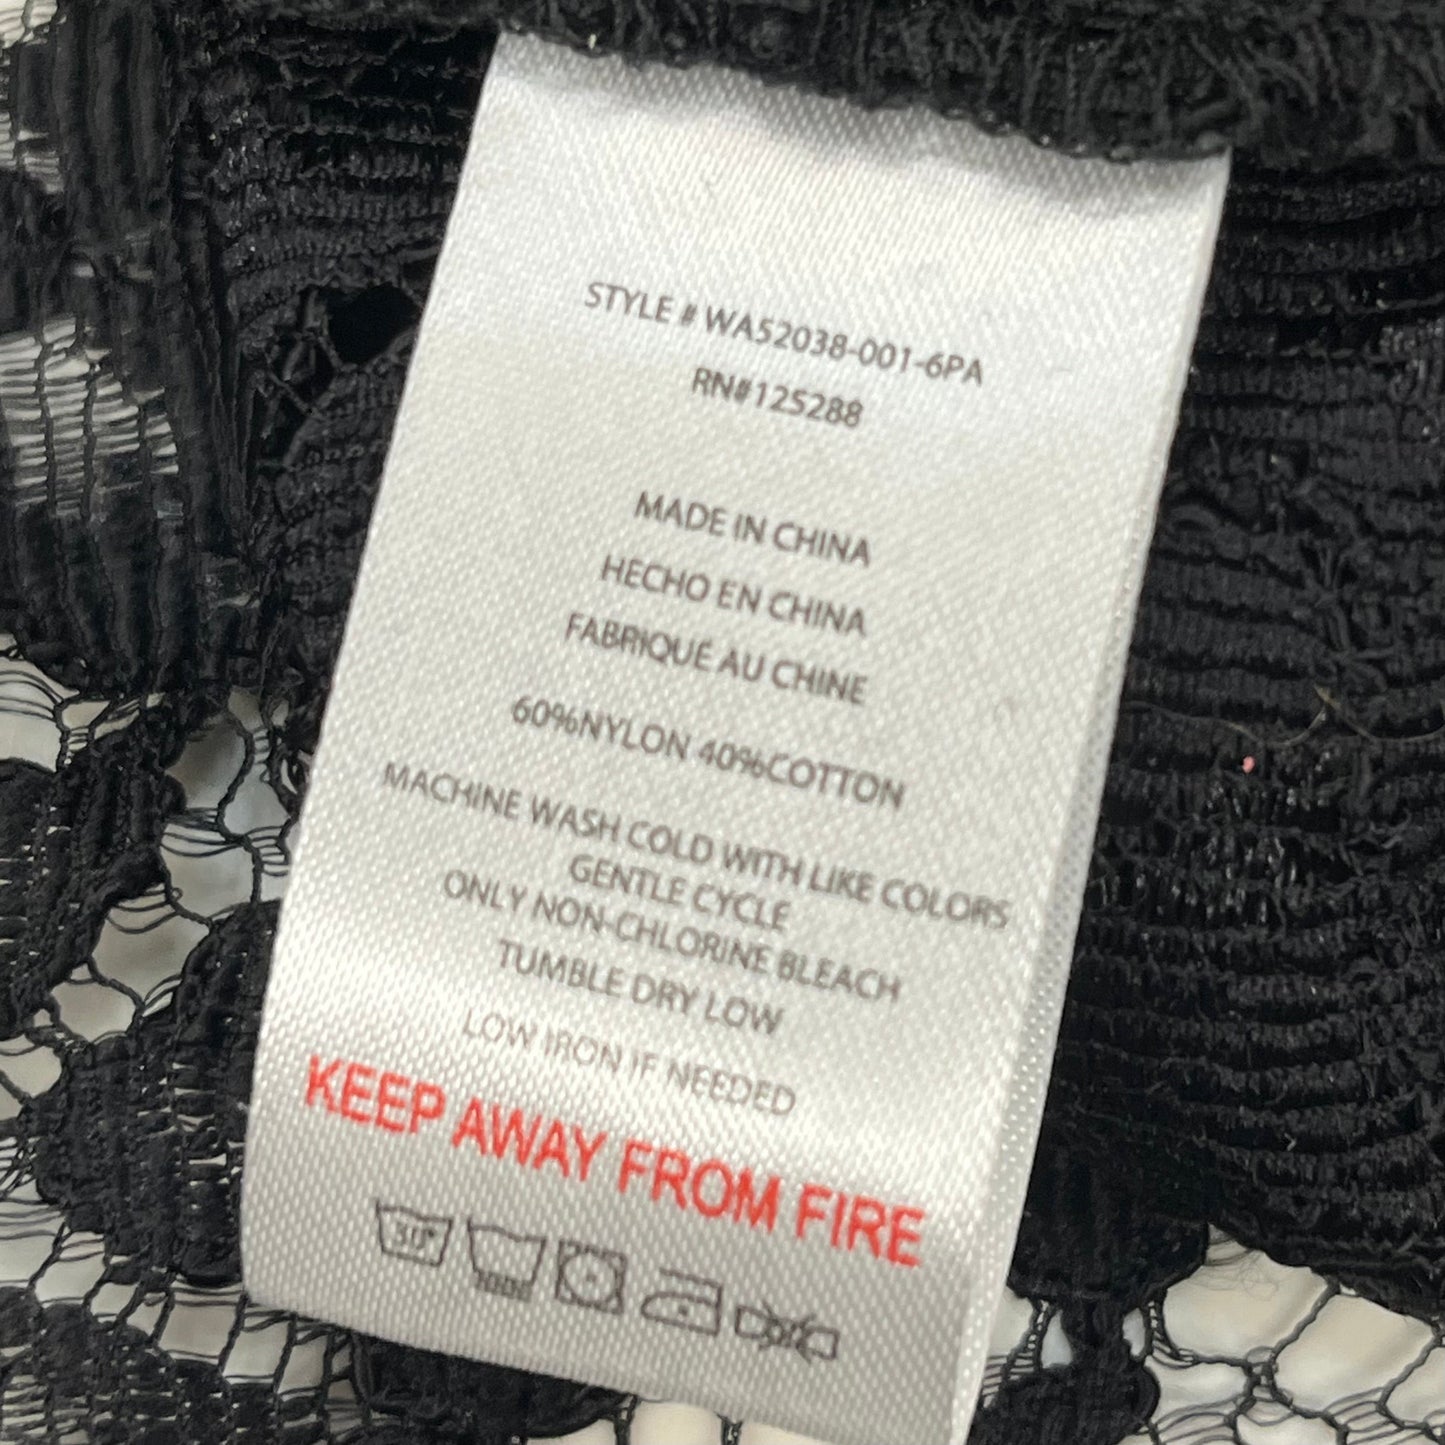 STYLE # WA52038-001-6PA
RN#125288
MADE IN CHINA
HECHO EN CHINA
FABRIQUÉ AU CHINE
60%NYLON 40%COTTON
MACHINE WASH COLD WITH LIKE COLORS
GENTLE CYCLE
ONLY NON-CHLORINE BLEACH
TUMBLE DRY LOW
LOW IRON IF NEEDED
KEEP AWAY FROM FIRE
30°